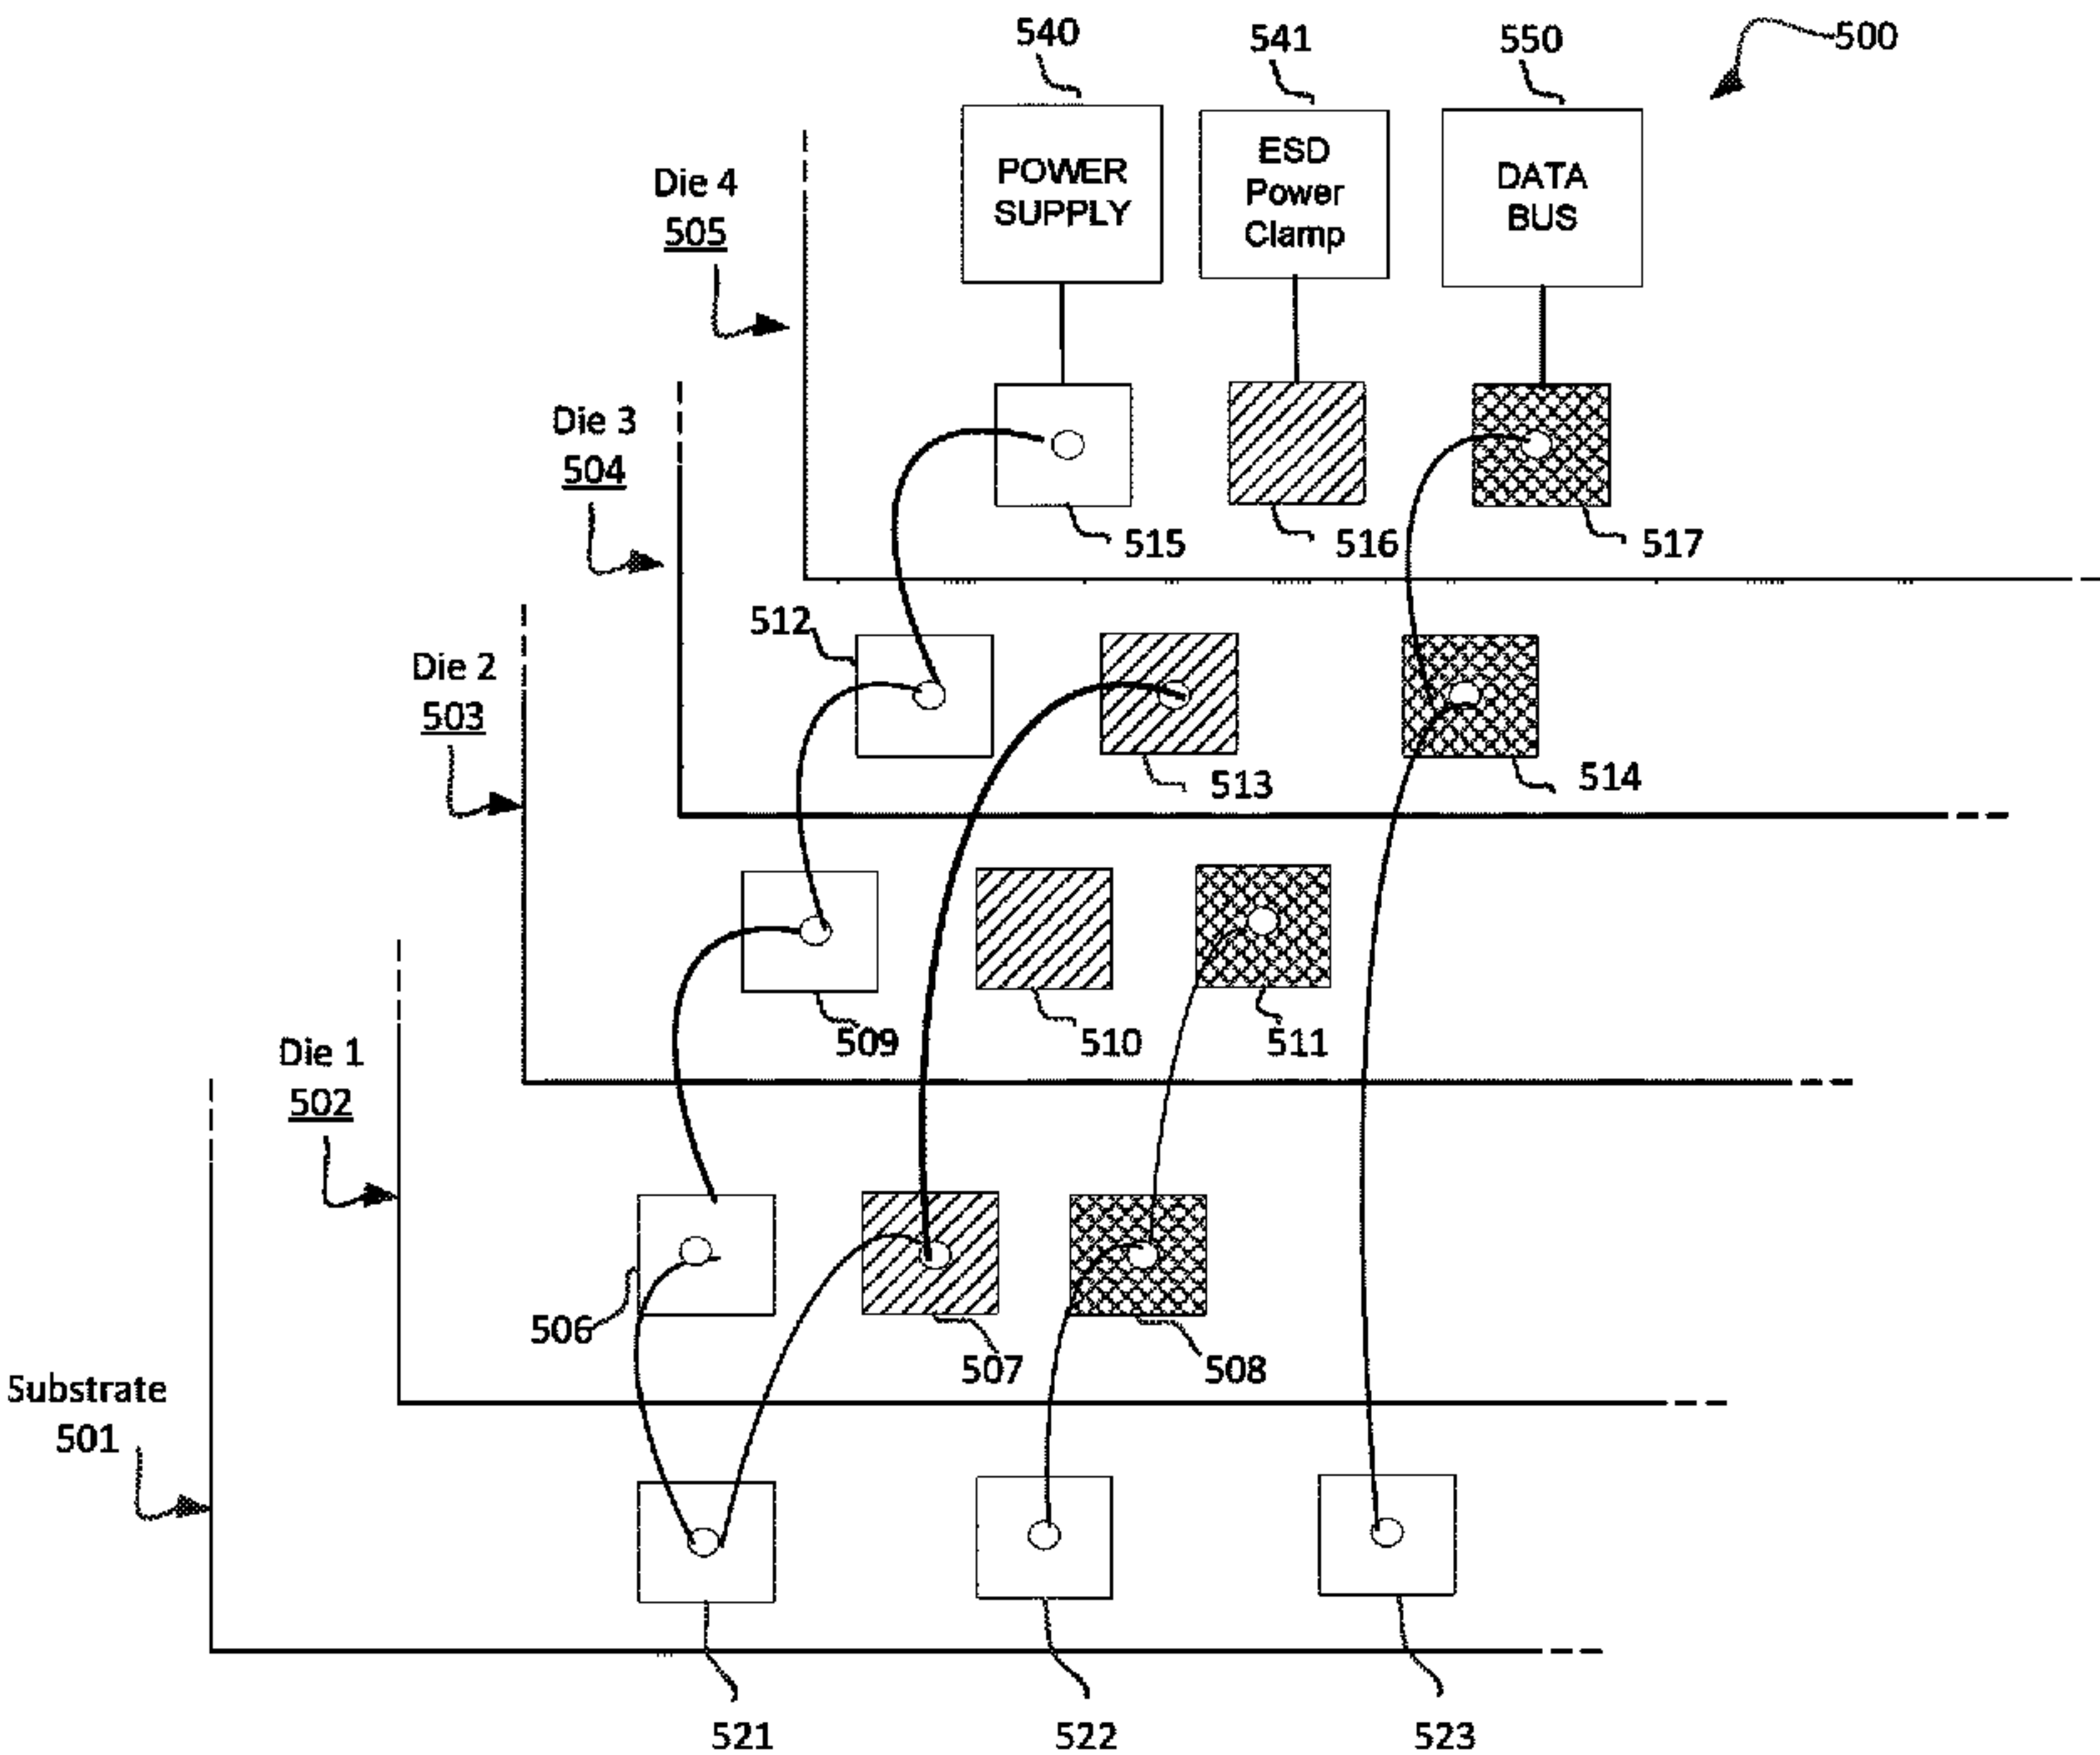 540
541
550
500
POWER
SUPPLY
ESD
Power
Clamp
DATA
BUS
Die 4
505
Die 3
504
515
516
517
512
Die 2
503
513
514
Die 1
502
509
510
511
506
507
508
Substrate
501
521
522
523